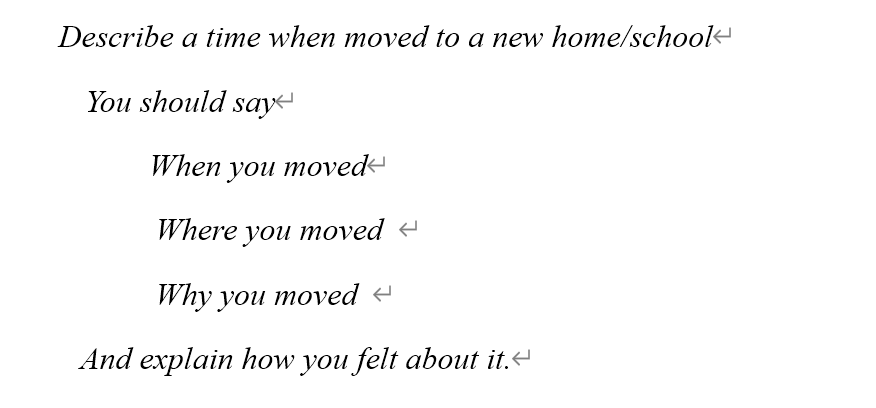 Describe a time when moved to a new home/school
You should say
When you moved
Where you moved
Why you moved
And explain how you felt about it.